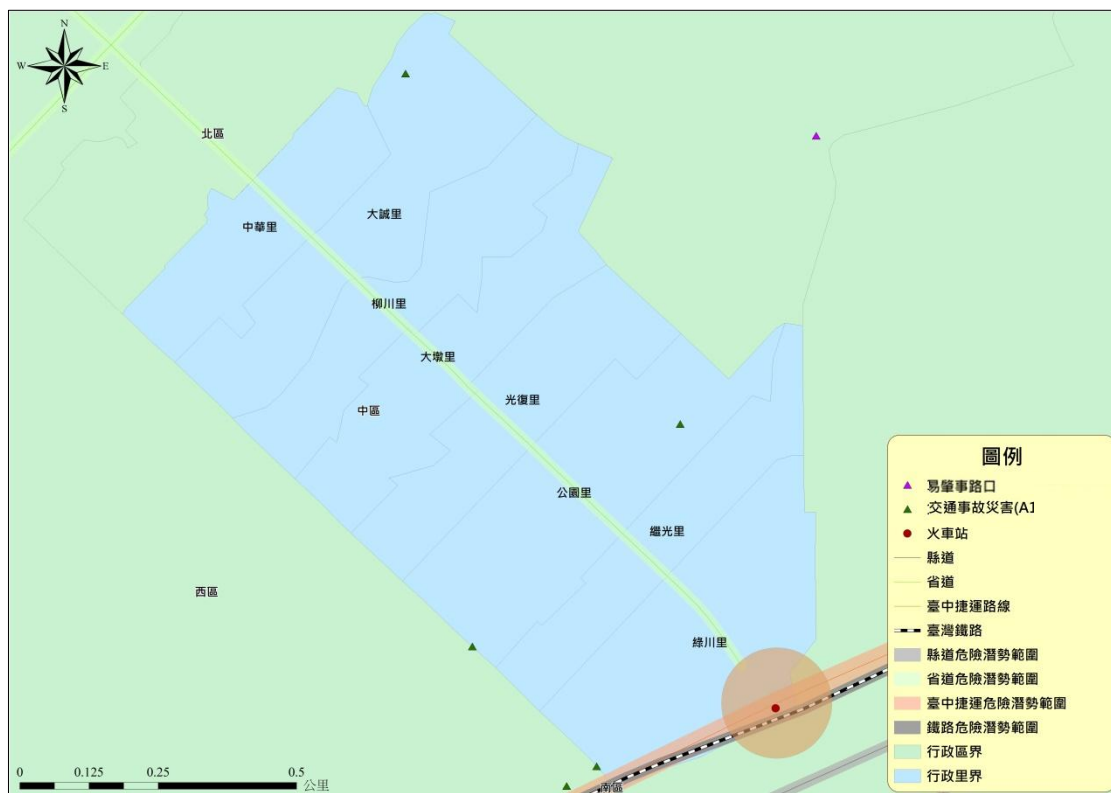 N
W
E
S
北區
中華里
大誠里
柳川里
大墩里
中區
光復里
公園里
繼光里
西區
綠川里
南區
0 0.125 0.25 0.5
公里
圖例
易肇事路口
交通事故災害(A1
火車站
縣道
省道
臺中捷運路線
臺灣鐵路
縣道危險潛勢範圍
省道危險潛勢範圍
臺中捷運危險潛勢範圍
鐵路危險潛勢範圍
行政區界
行政里界